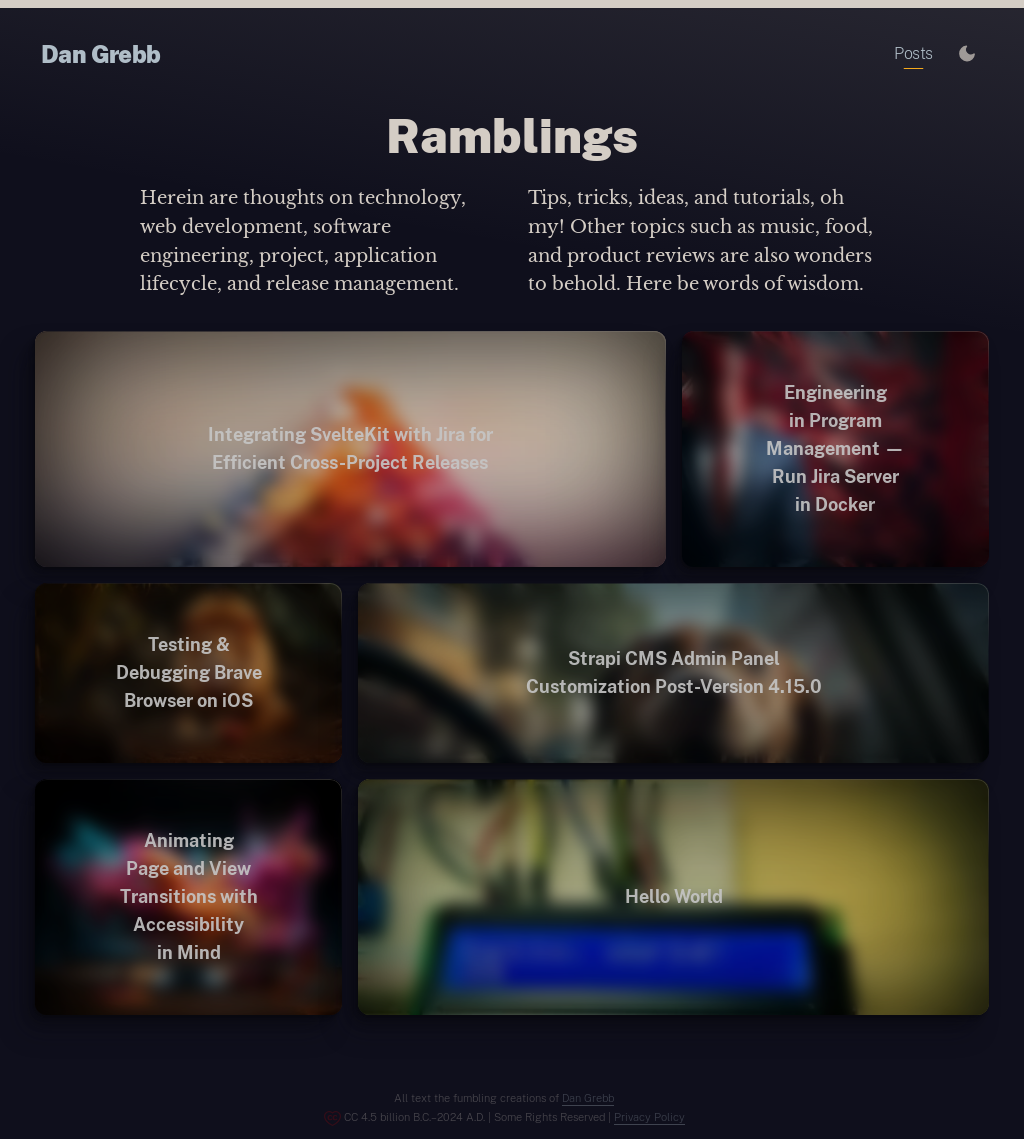 Dan Grebb
Posts
Ramblings
Herein are thoughts on technology,
web development, software
engineering, project, application
lifecycle, and release management.
Tips, tricks, ideas, and tutorials, oh
my! Other topics such as music, food,
and product reviews are also wonders
to behold. Here be words of wisdom.
Integrating SvelteKit with Jira for
Efficient Cross-Project Releases
Engineering
in Program
Management —
Run Jira Server
in Docker
Testing &
Debugging Brave
Browser on iOS
Strapi CMS Admin Panel
Customization Post-Version 4.15.0
Animating
Page and View
Transitions with
Accessibility
in Mind
Hello World
All text the fumbling creations of Dan Grebb
CC 4.5 billion B.C.–2024 A.D. | Some Rights Reserved | Privacy Policy